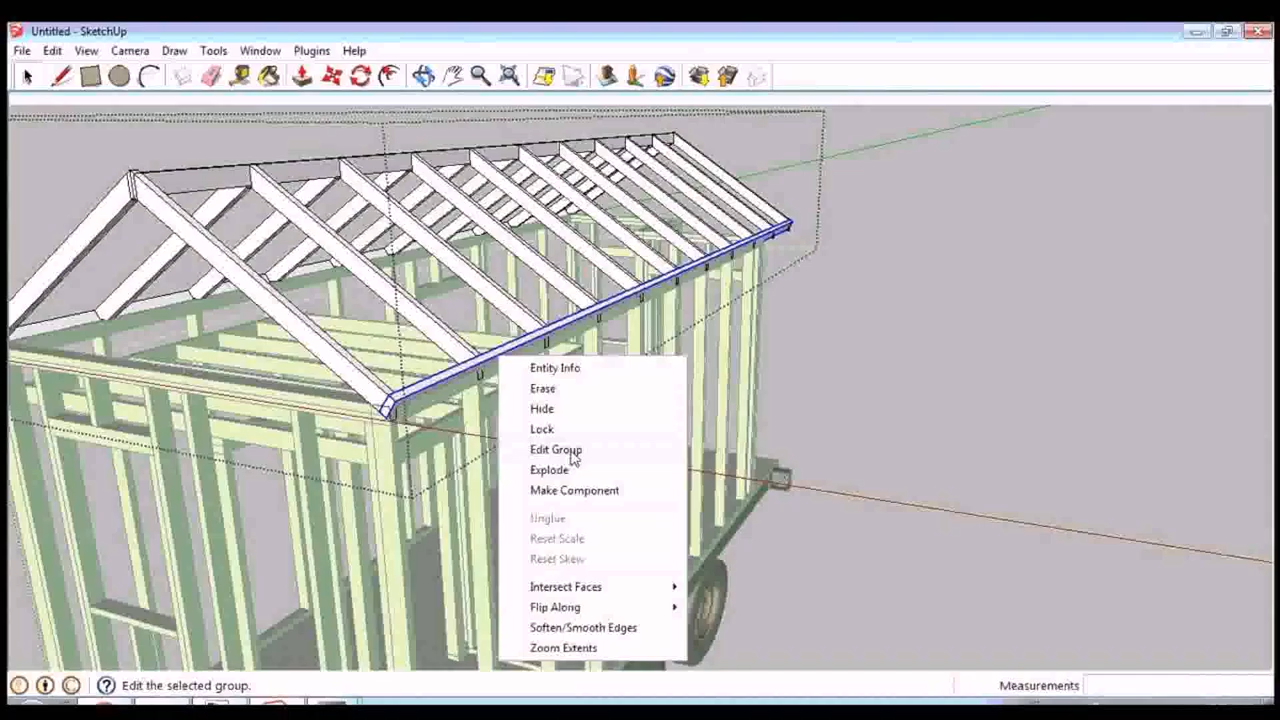 Untitled - SketchUp
File Edit View Camera Draw Tools Window Plugins Help
Entity Info
Erase
Hide
Lock
Edit Group
Explode
Make Component
Unglue
Reset Scale
Reset Skew
Intersect Faces
Flip Along
Soften/Smooth Edges
Zoom Extents
Edit the selected group.
Measurements